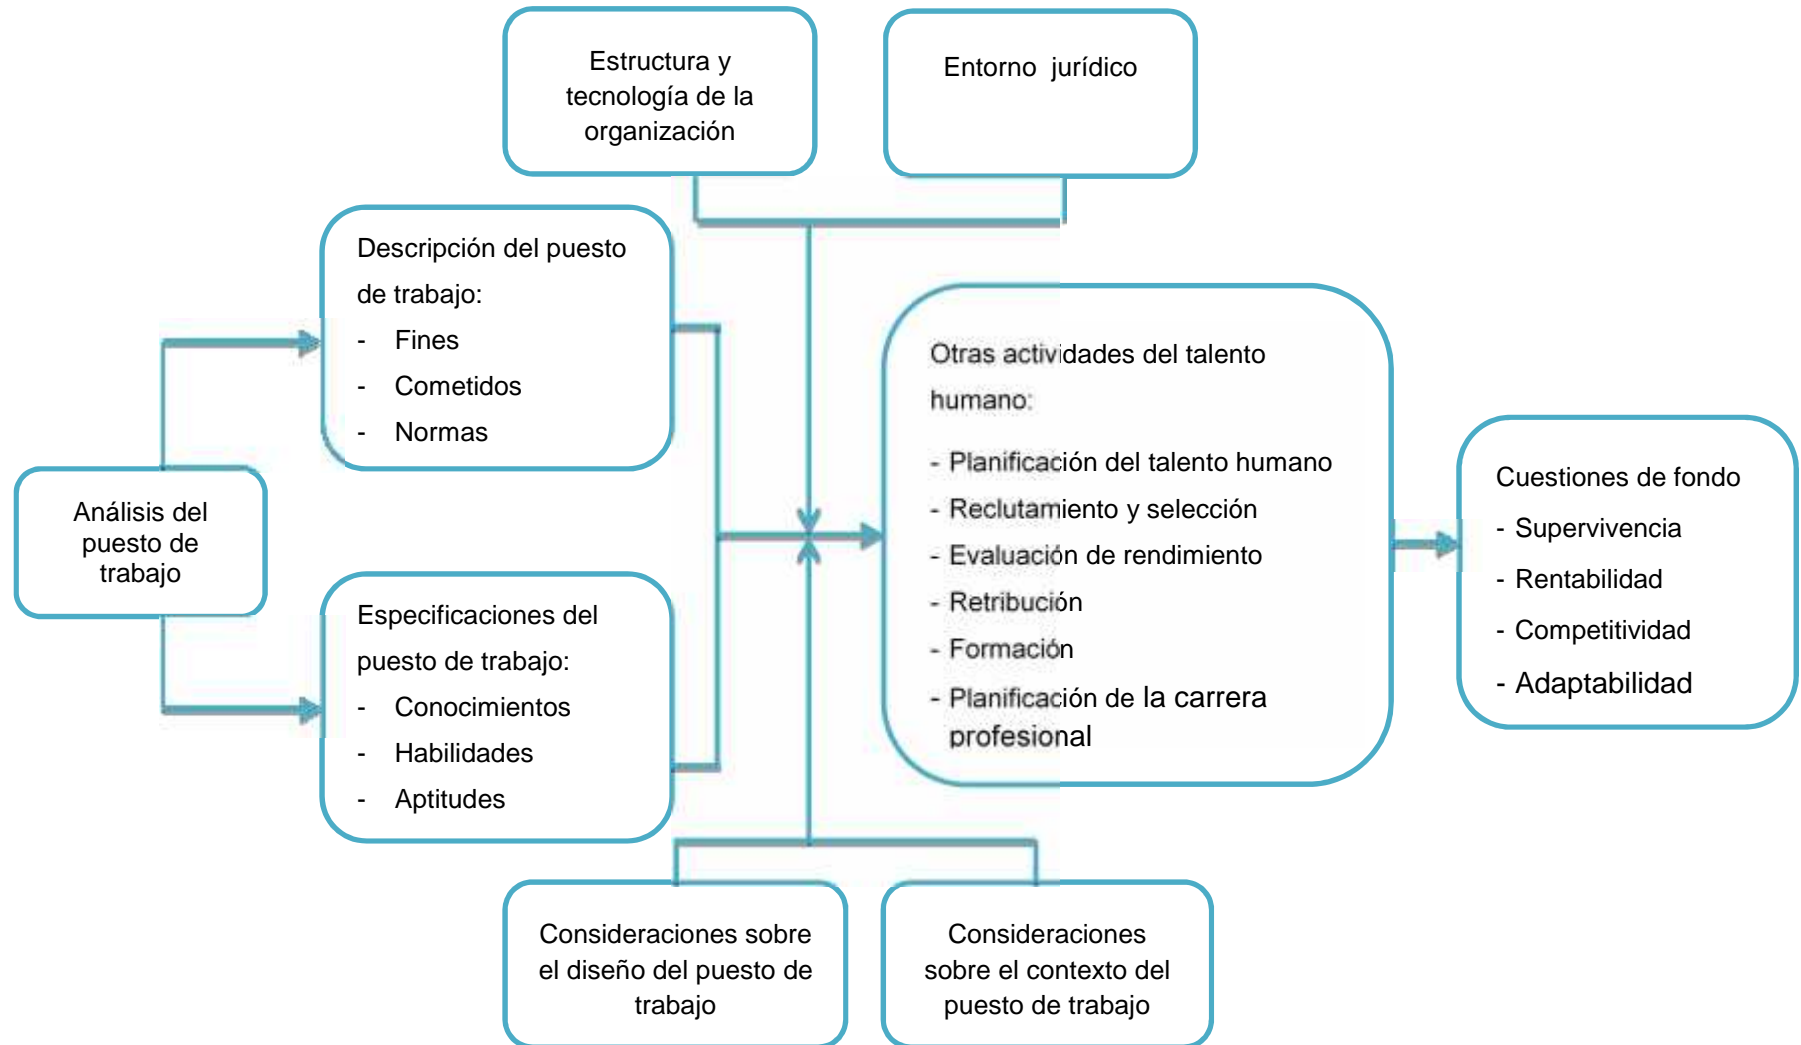 Estructura y
tecnología de la
organización
Entorno jurídico
Descripción del puesto
de trabajo:
- Fines
- Cometidos
- Normas
Análisis del
puesto de
trabajo
Especificaciones del
puesto de trabajo:
- Conocimientos
- Habilidades
- Aptitudes
Otras actividades del talento
humano:
- Planificación del talento humano
- Reclutamiento y selección
- Evaluación de rendimiento
- Retribución
- Formación
- Planificación de la carrera
profesional
Cuestiones de fondo
- Supervivencia
- Rentabilidad
- Competitividad
- Adaptabilidad
Consideraciones sobre
el diseño del puesto de
trabajo
Consideraciones
sobre el contexto del
puesto de trabajo